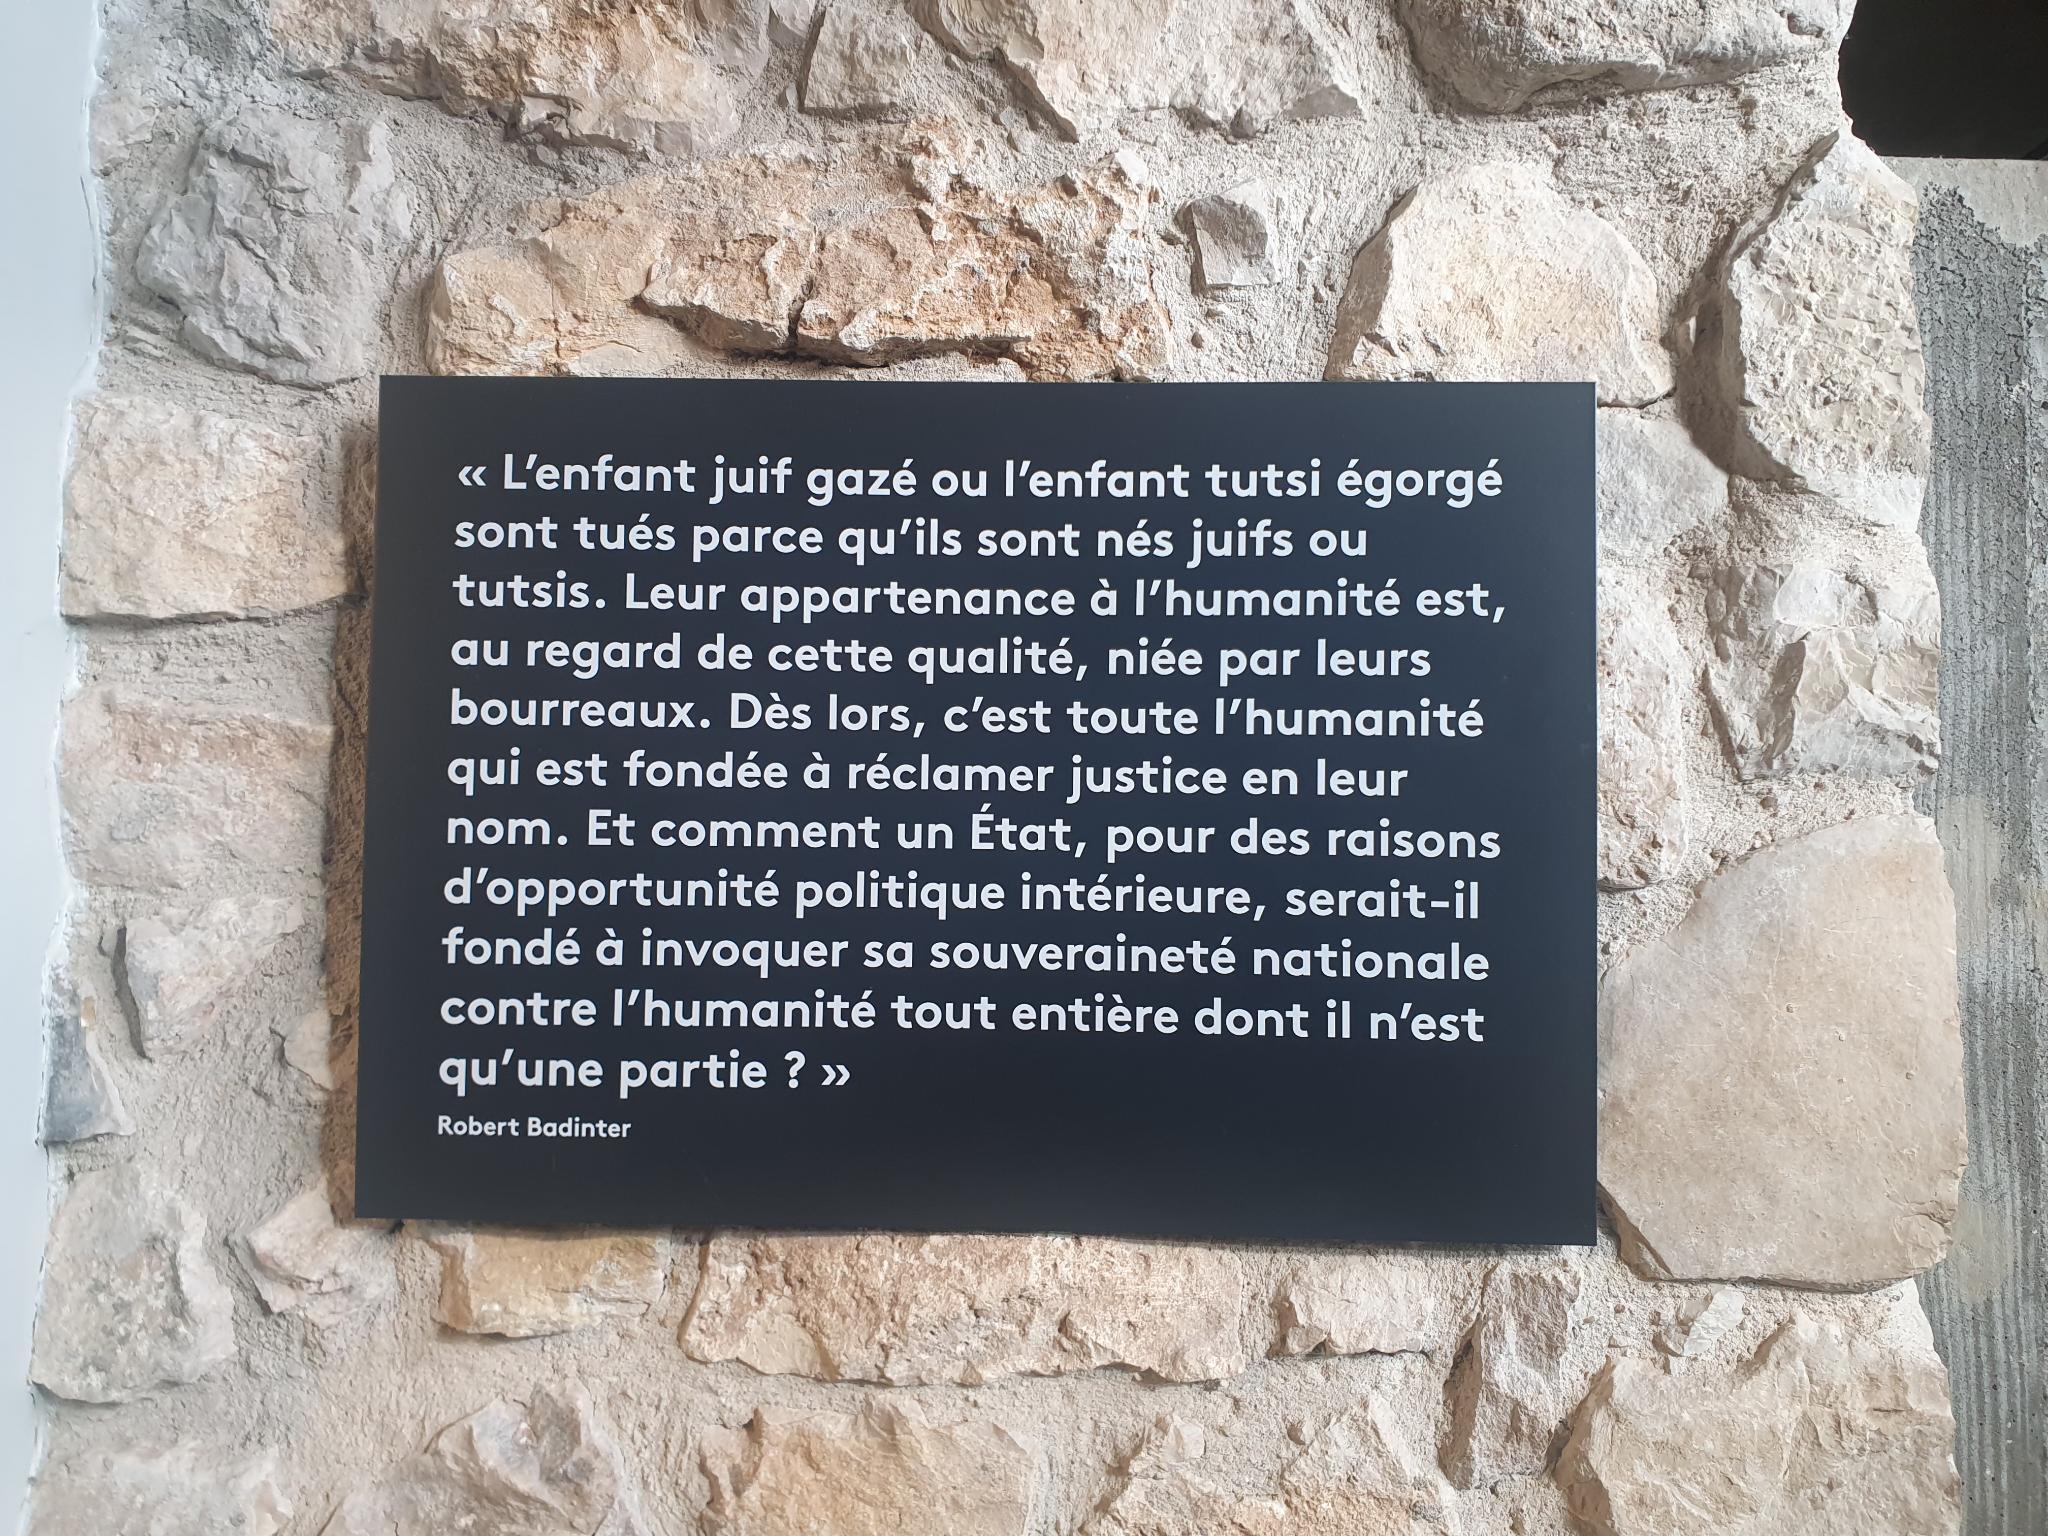 « L’enfant juif gazé ou l’enfant tutsi égorgé
sont tués parce qu’ils sont nés juifs ou
tutsis. Leur appartenance à l’humanité est,
au regard de cette qualité, niée par leurs
bourreaux. Dès lors, c’est toute l’humanité
qui est fondée à réclamer justice en leur
nom. Et comment un État, pour des raisons
d’opportunité politique intérieure, serait-il
fondé à invoquer sa souveraineté nationale
contre l’humanité tout entière dont il n’est
qu’une partie ? »
Robert Badinter